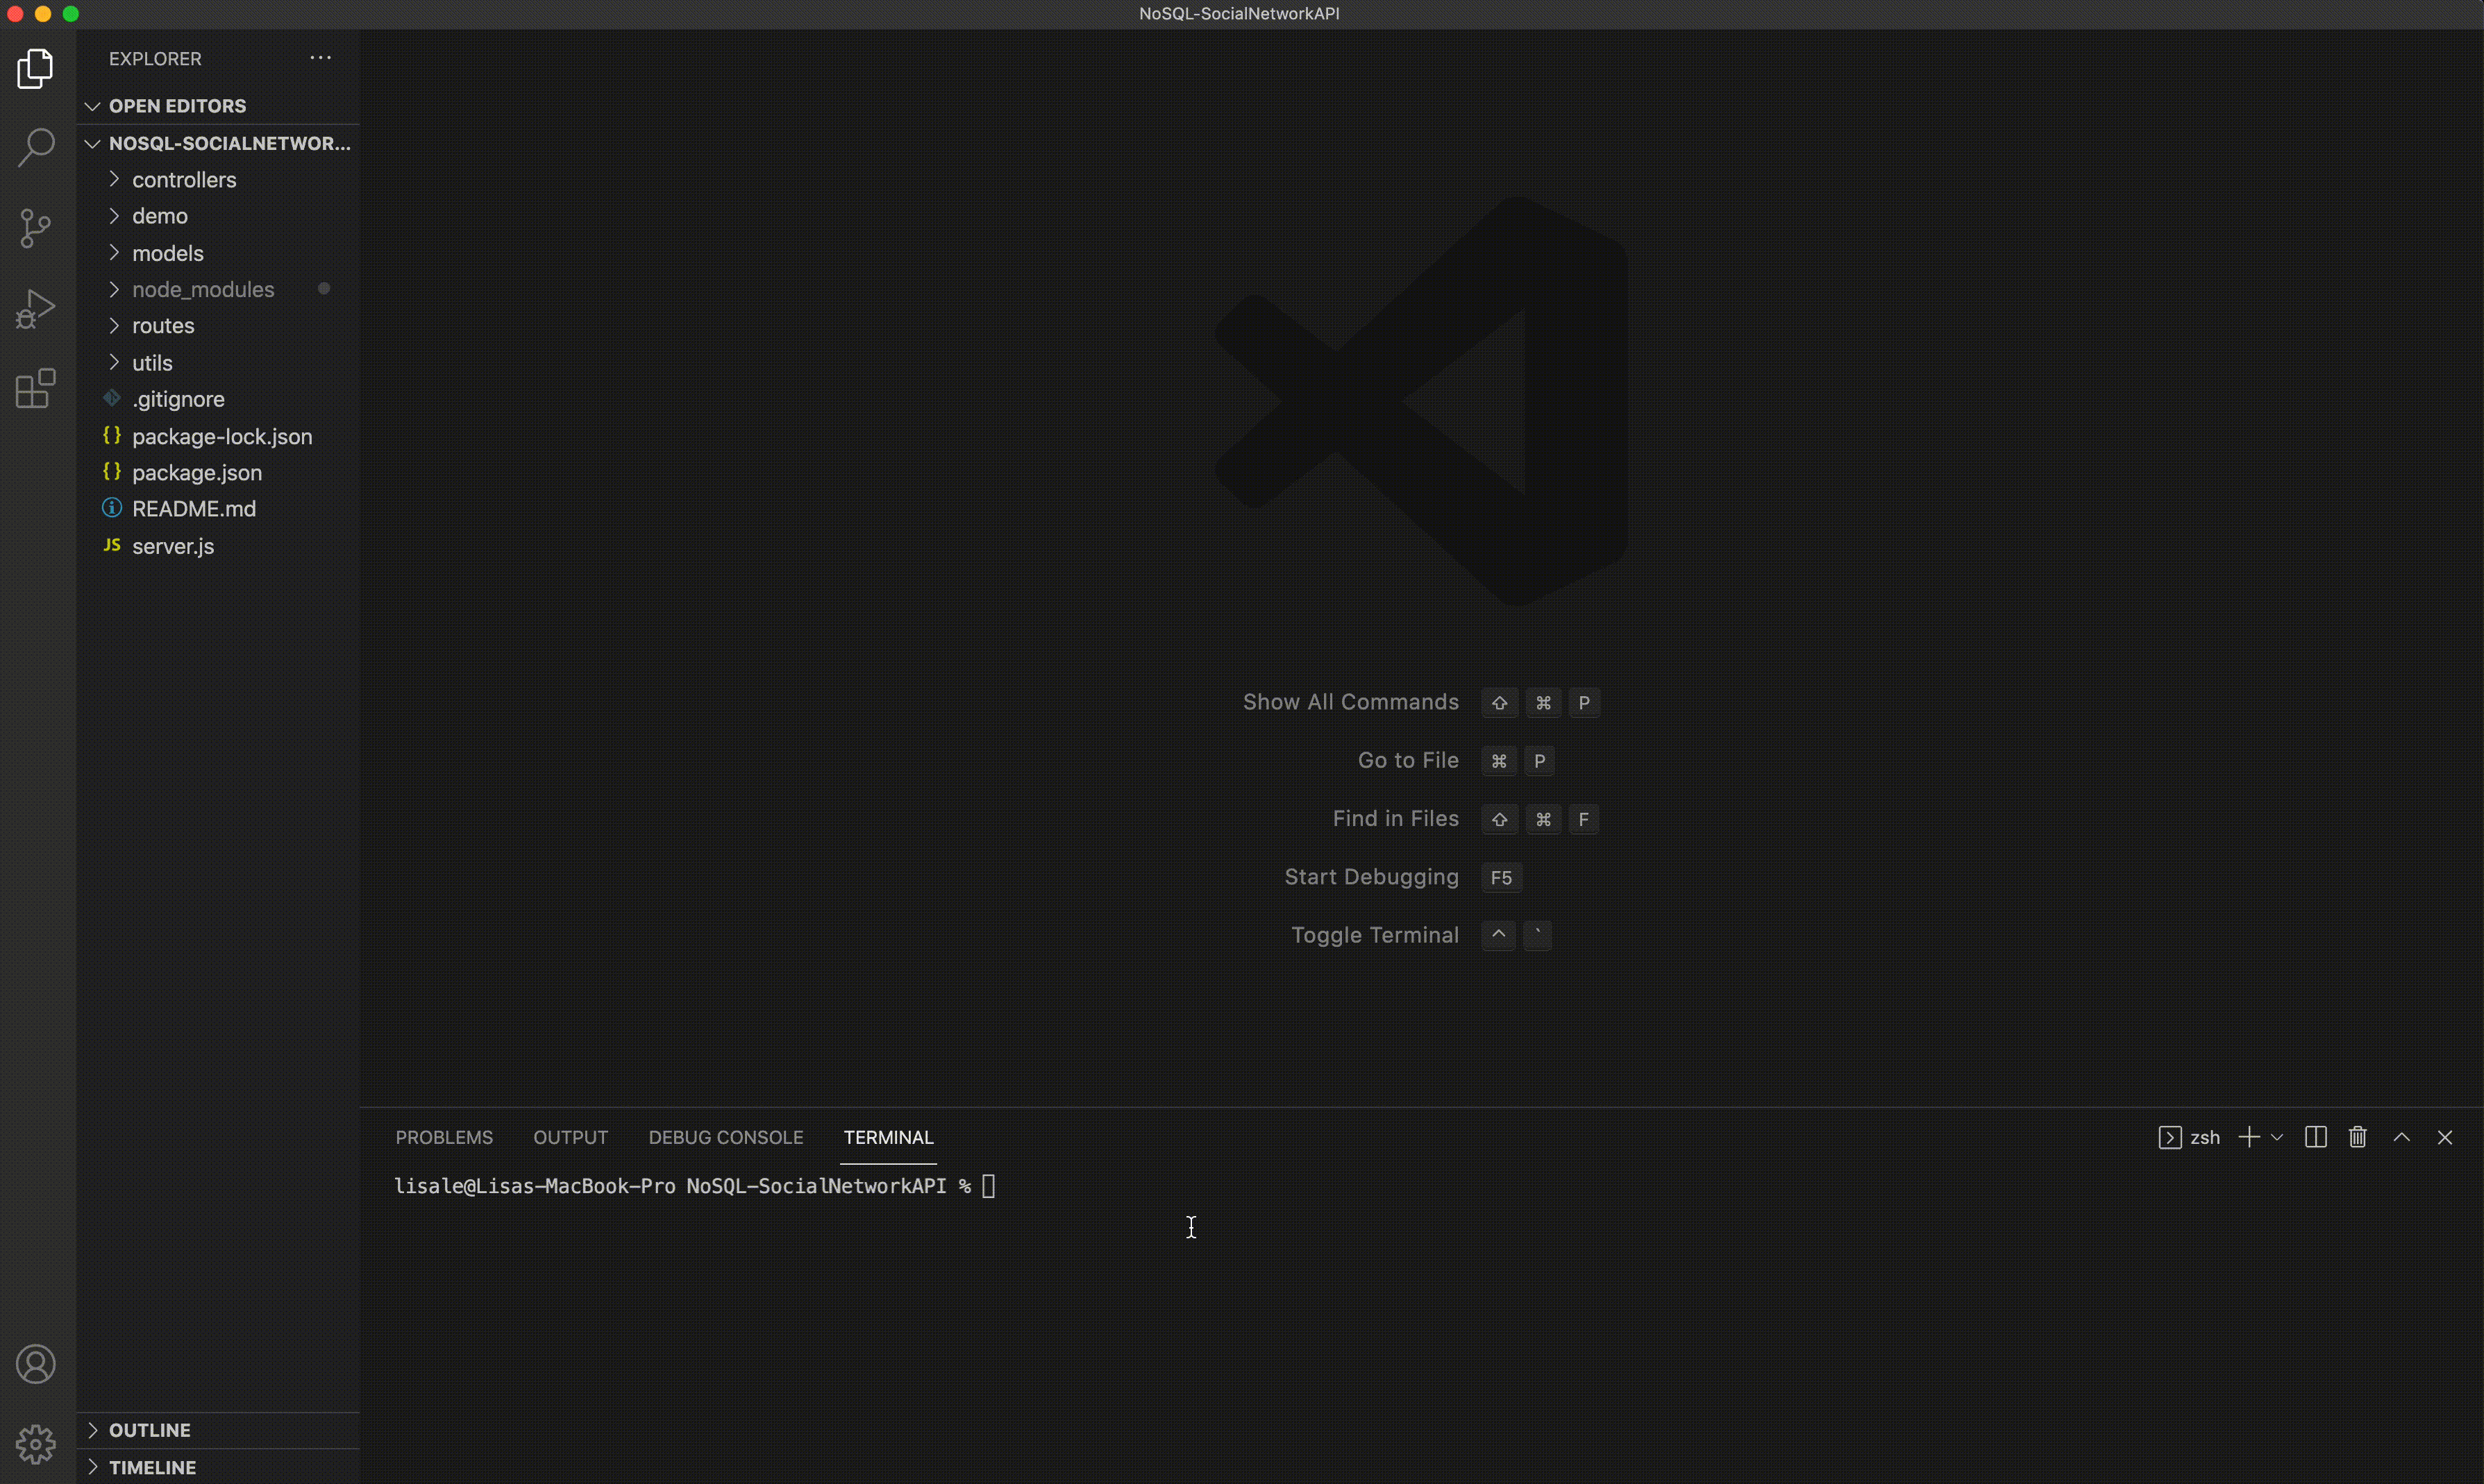 NoSQL-SocialNetworkAPI
EXPLORER
OPEN EDITORS
NOSQL-SOCIALNETWOR...
controllers
demo
models
node_modules
routes
utils
.gitignore
{} package-lock.json
{} package.json
README.md
JS server.js
OUTLINE
TIMELINE
Show All Commands ⇧ ⌘ P
Go to File ⌘ P
Find in Files ⇧ ⌘ F
Start Debugging F5
Toggle Terminal ^ `
PROBLEMS OUTPUT DEBUG CONSOLE TERMINAL zsh
lisale@Lisas-MacBook-Pro NoSQL-SocialNetworkAPI %